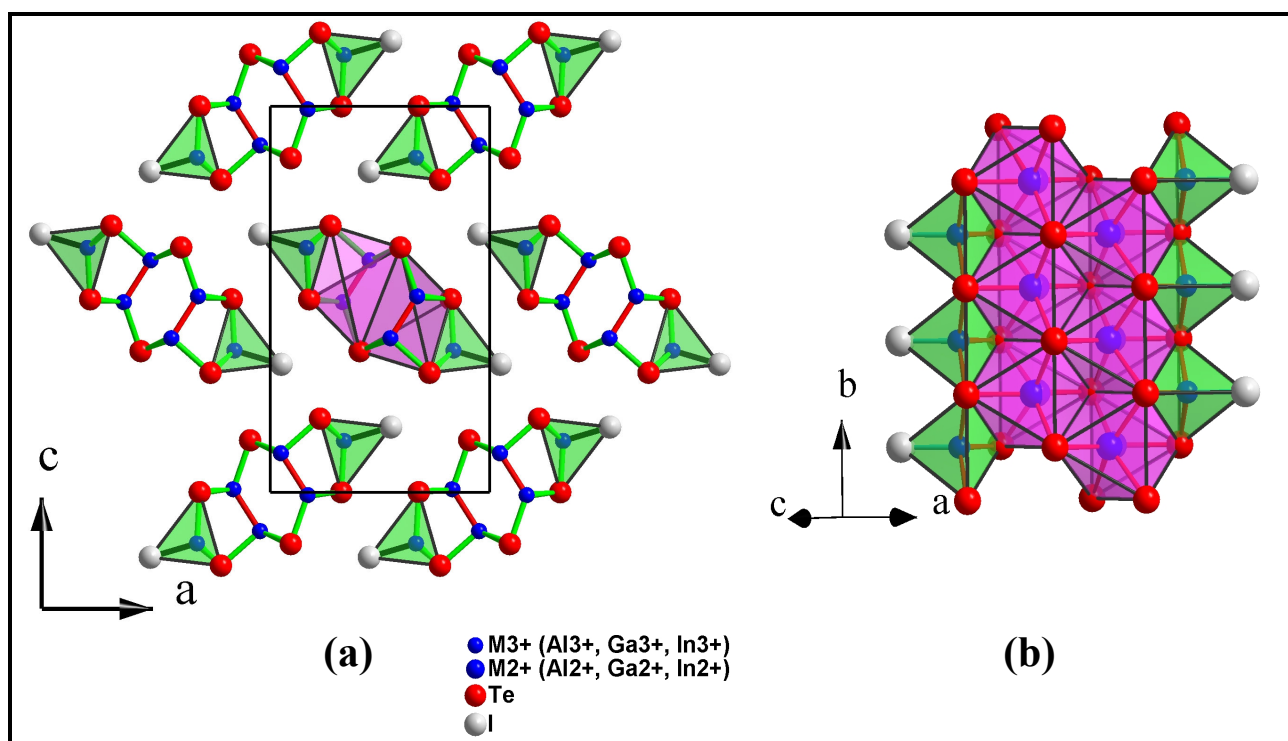 c
a
(a)
M3+ (Al3+, Ga3+, In3+)
M2+ (Al2+, Ga2+, In2+)
Te
I
b
c
a
(b)